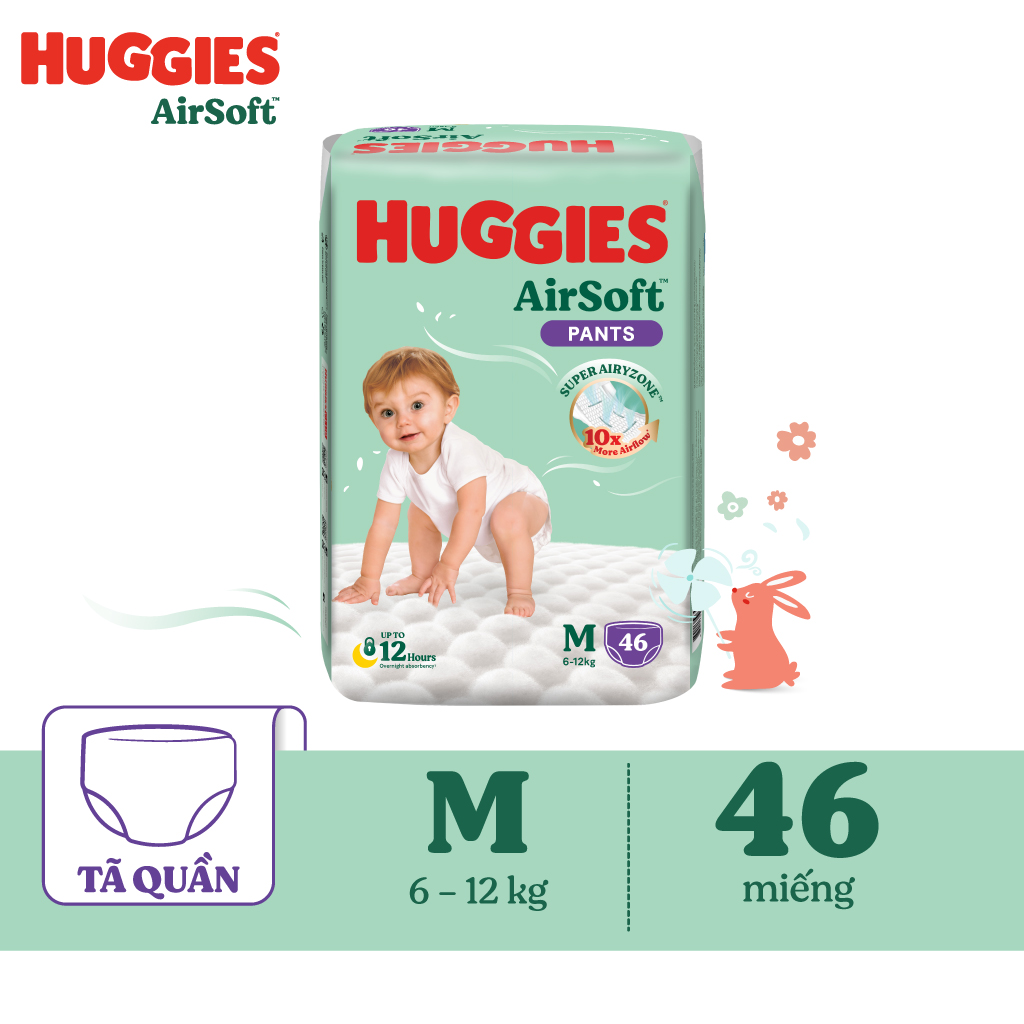 HUGGIES
AirSoft™
M
AirSoft
HUGGIES
HUGGIES®
AirSoft™
PANTS
SUPER AIRYZONE™
10x
More Airflow
UP TO
12 Hours
Overnight absorbency
M
6-12kg
46
TÃ QUẦN
M
6 – 12 kg
46
miếng